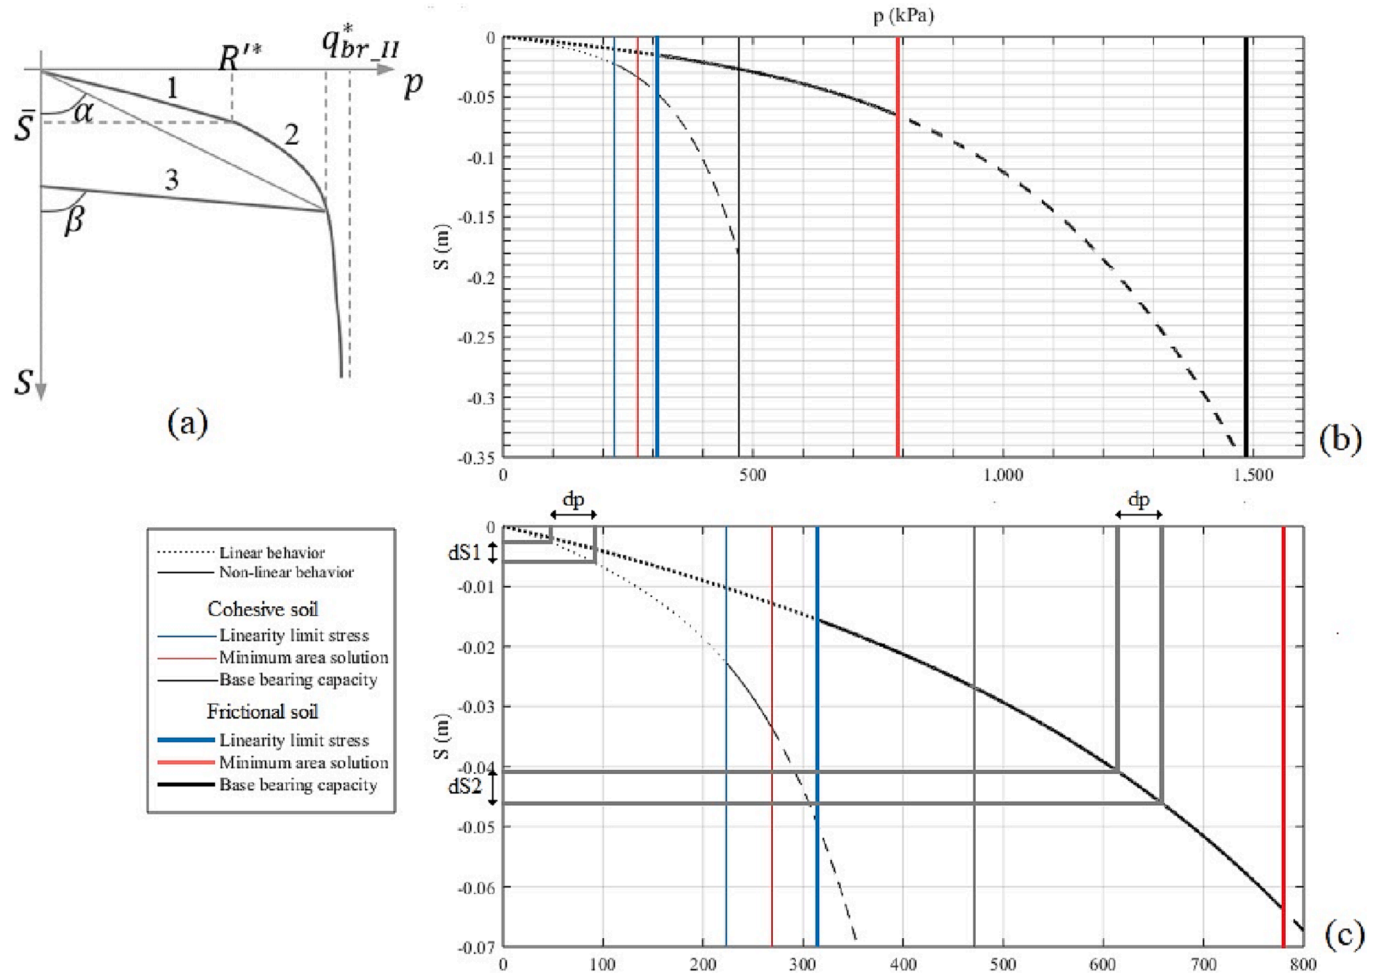 R'*
q*br_II
p
1
α
2
S̄
3
β
S
(a)
p (kPa)
0
-0.05
-0.1
-0.15
-0.2
-0.25
-0.3
-0.35
S (m)
0
500
1,000
1,500
(b)
Linear behavior
Non-linear behavior
Cohesive soil
Linearity limit stress
Minimum area solution
Base bearing capacity
Frictional soil
Linearity limit stress
Minimum area solution
Base bearing capacity
dp
dp
dS1
dS2
0
-0.01
-0.02
-0.03
-0.04
-0.05
-0.06
-0.07
S (m)
0
100
200
300
400
500
600
700
800
(c)